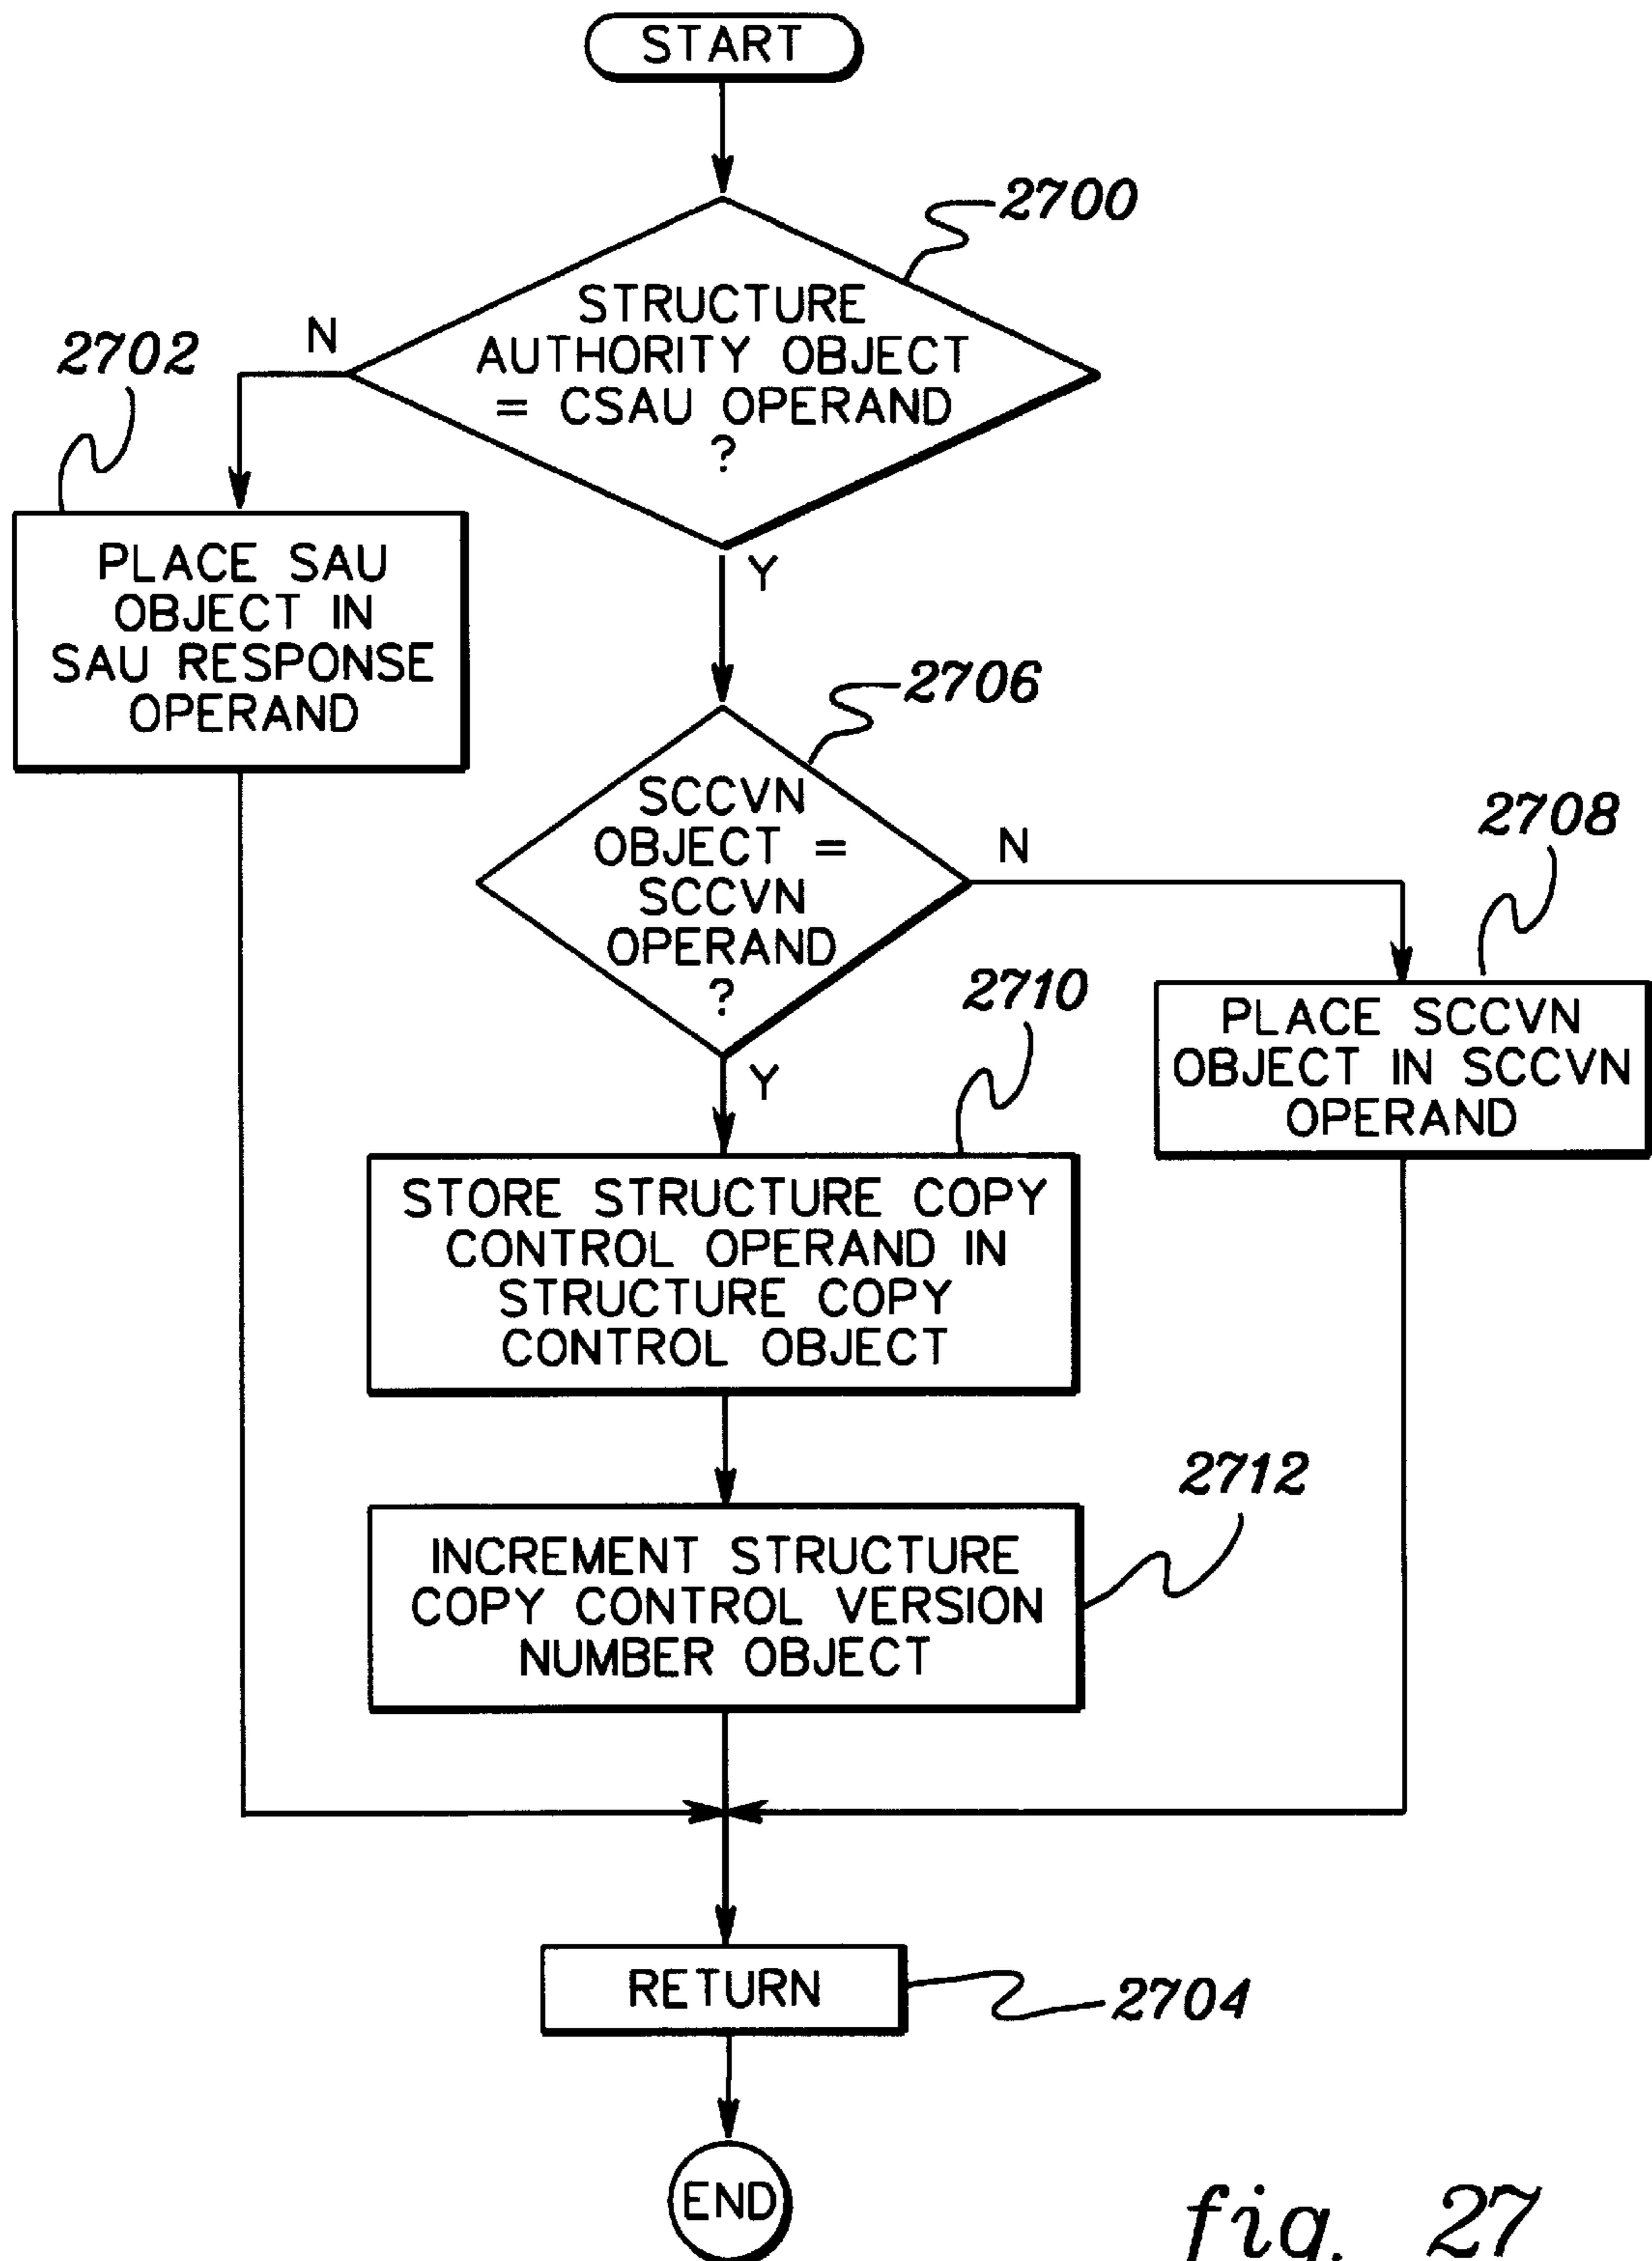 START
2700
STRUCTURE
AUTHORITY OBJECT
= CSAU OPERAND
?
N
2702
Y
PLACE SAU
OBJECT IN
SAU RESPONSE
OPERAND
2706
SCCVN
OBJECT =
SCCVN
OPERAND
?
N
2708
Y
2710
PLACE SCCVN
OBJECT IN SCCVN
OPERAND
STORE STRUCTURE COPY
CONTROL OPERAND IN
STRUCTURE COPY
CONTROL OBJECT
2712
INCREMENT STRUCTURE
COPY CONTROL VERSION
NUMBER OBJECT
RETURN
2704
END
fig. 27